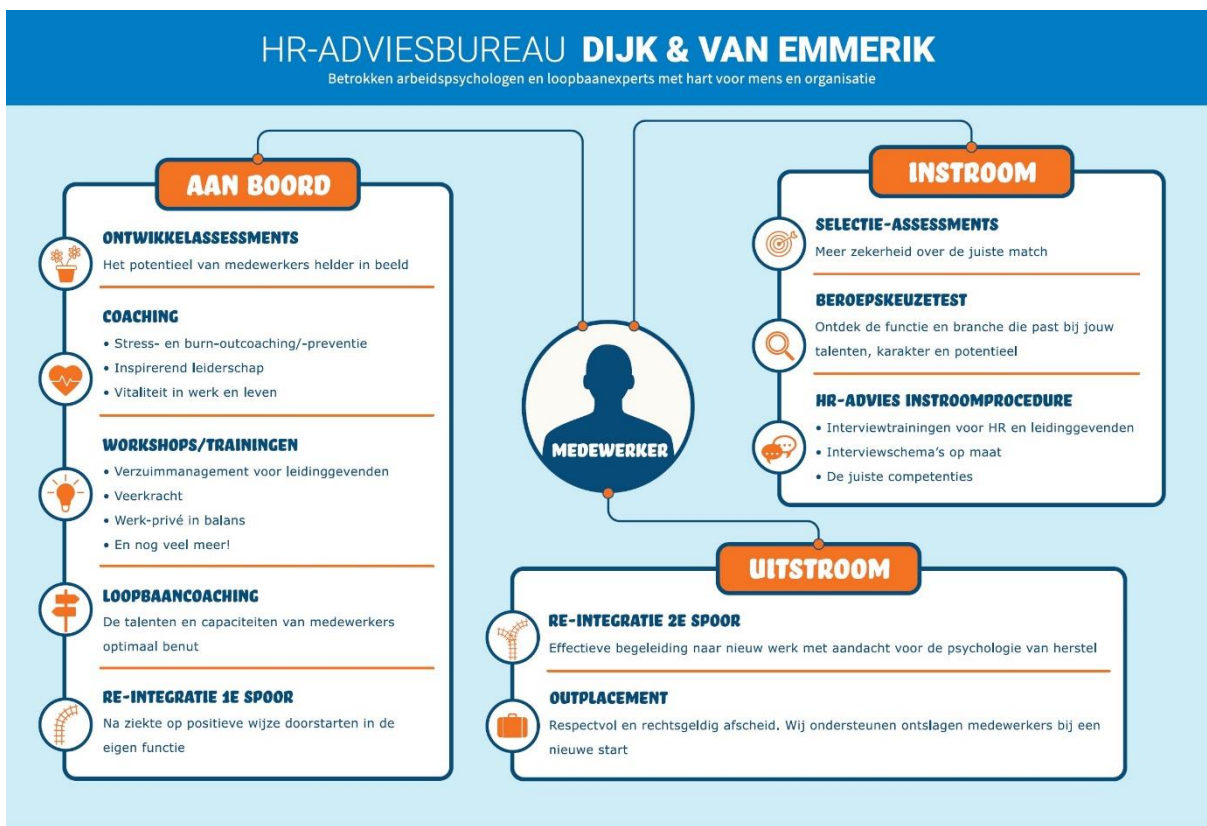 HR-ADVIESBUREAU DIJK & VAN EMMERIK
Betrokken arbeidspsychologen en loopbaanexperts met hart voor mens en organisatie
AAN BOORD
ONTWIKKELASSESSMENTS
Het potentieel van medewerkers helder in beeld
COACHING
• Stress- en burn-outcoaching/-preventie
• Inspirerend leiderschap
• Vitaliteit in werk en leven
WORKSHOPS/TRAININGEN
• Verzuimmanagement voor leidinggevenden
• Veerkracht
• Werk-privé in balans
• En nog veel meer!
LOOPBAANCOACHING
De talenten en capaciteiten van medewerkers
optimaal benut
RE-INTEGRATIE 1E SPOOR
Na ziekte op positieve wijze doorstarten in de
eigen functie
MEDEWERKER
INSTROOM
SELECTIE-ASSESSMENTS
Meer zekerheid over de juiste match
BEROEPSKEUZETEST
Ontdek de functie en branche die past bij jouw
talenten, karakter en potentieel
HR-ADVIES INSTROOMPROCEDURE
• Interviewtrainingen voor HR en leidinggevenden
• Interviewschema's op maat
• De juiste competenties
UITSTROOM
RE-INTEGRATIE 2E SPOOR
Effectieve begeleiding naar nieuw werk met aandacht voor de psychologie van herstel
OUTPLACEMENT
Respectvol en rechtsgeldig afscheid. Wij ondersteunen ontslagen medewerkers bij een
nieuwe start